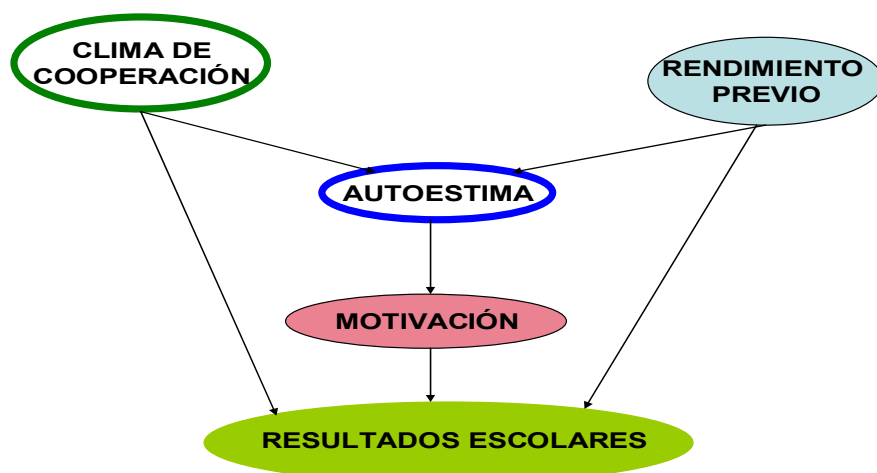 CLIMA DE
COOPERACIÓN
RENDIMIENTO
PREVIO
AUTOESTIMA
MOTIVACIÓN
RESULTADOS ESCOLARES